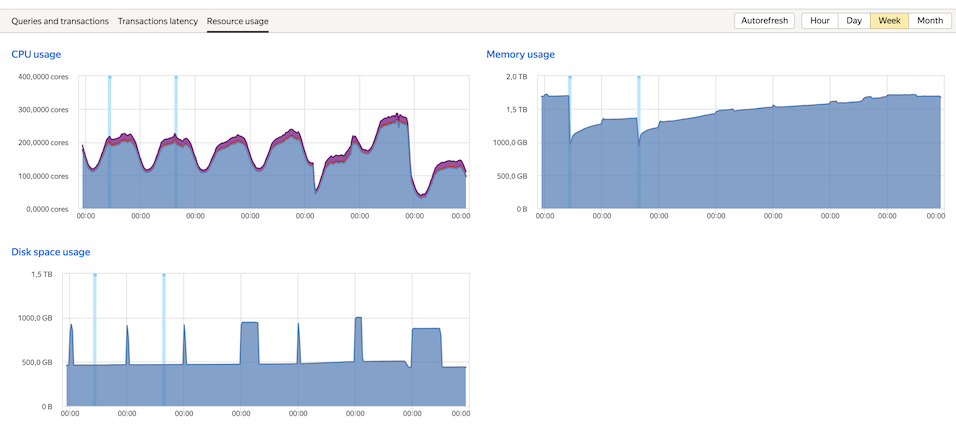 Queries and transactions Transactions latency Resource usage Autorefresh Hour Day Week Month
CPU usage Memory usage
400,0000 cores
300,0000 cores
200,0000 cores
100,0000 cores
0,0000 cores
00:00 00:00 00:00 00:00 00:00 00:00 00:00 00:00
2,0 TB
1,5 TB
1000,0 GB
500,0 GB
0 B
00:00 00:00 00:00 00:00 00:00 00:00 00:00 00:00
Disk space usage
1,5 TB
1000,0 GB
500,0 GB
0 B
00:00 00:00 00:00 00:00 00:00 00:00 00:00 00:00